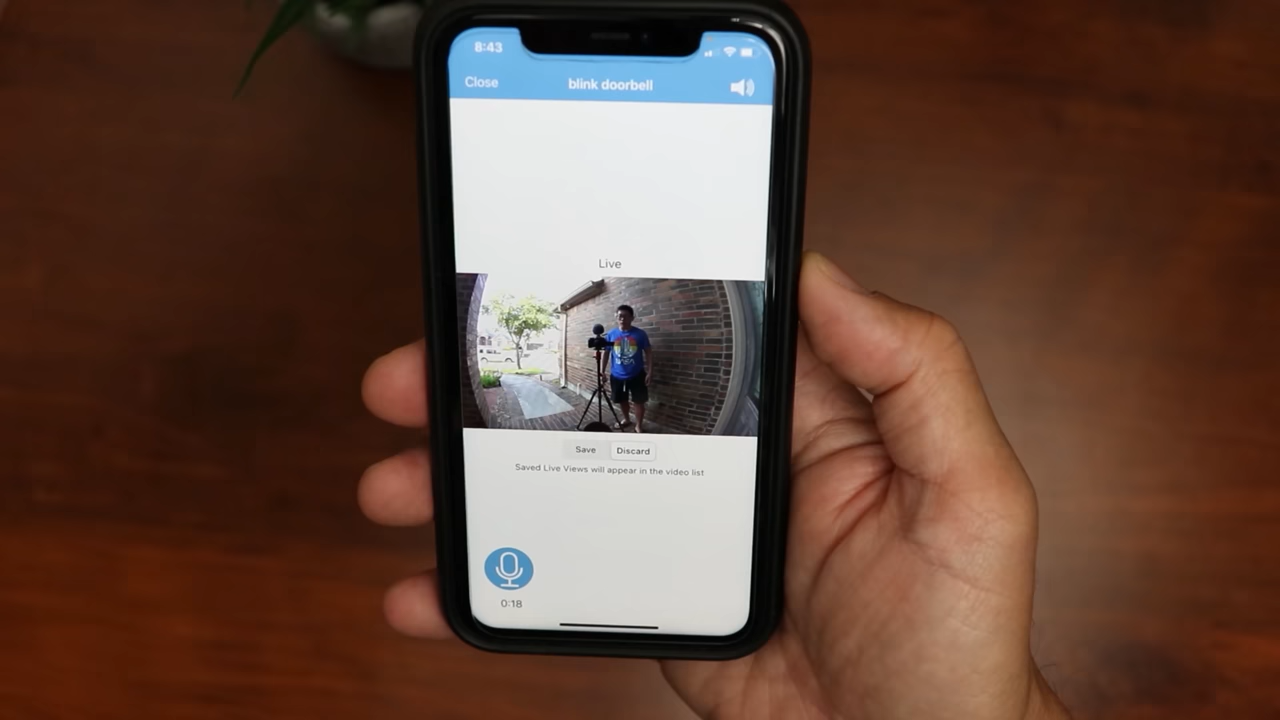 8:43
Close blink doorbell
Live
Save Discard
Saved Live Views will appear in the video list
0:18